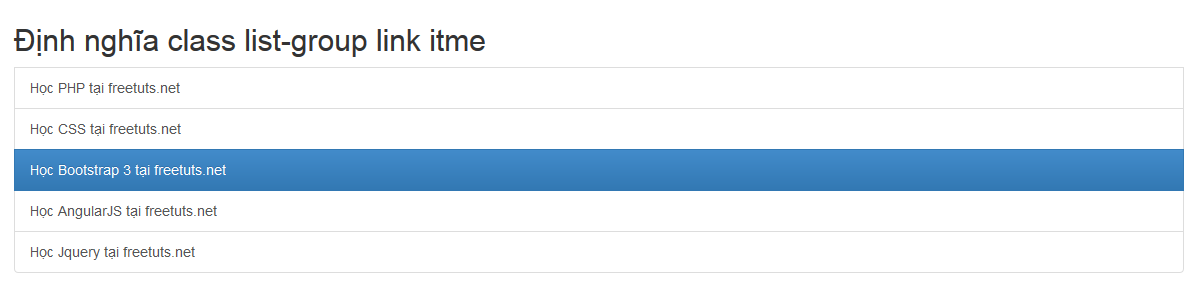 Định nghĩa class list-group link itme
Học PHP tại freetuts.net
Học CSS tại freetuts.net
Học Bootstrap 3 tại freetuts.net
Học AngularJS tại freetuts.net
Học Jquery tại freetuts.net